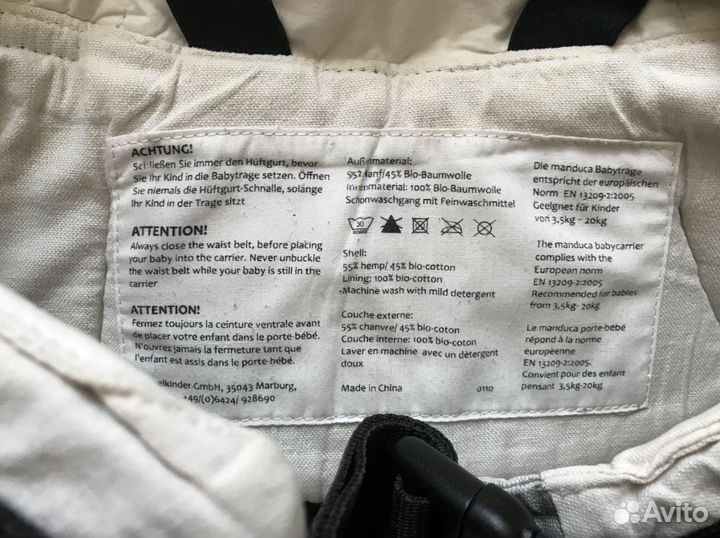 ACHTUNG!
Schließen Sie immer den Hüftgurt, bevor
Sie Ihr Kind in die Babytrage setzen. Öffnen
Sie niemals die Hüftgurt-Schnalle, solange
Ihr Kind in der Trage sitzt
ATTENTION!
Always close the waist belt, before placing
your baby into the carrier. Never unbuckle
the waist belt while your baby is still in the
carrier
ATTENTION!
Fermez toujours la ceinture ventrale avant
de placer votre enfant dans le porte-bébé.
N'ouvrez jamais la fermeture tant que
l'enfant est assis dans le porte-bébé.
elkinder GmbH, 35043 Marburg,
+49/(0)6424/ 928690
Außenmaterial:
55% Hanf/45% Bio-Baumwolle
Innenmaterial: 100% Bio-Baumwolle
Schonwaschgang mit Feinwaschmittel
30
Shell:
55% hemp/ 45% bio-cotton
Lining: 100% bio-cotton
Machine wash with mild detergent
Couche externe:
55% chanvre/ 45% bio-coton
Couche interne: 100% bio-coton
Laver en machine avec un détergent
doux
Made in China 0110
Die manduca Babytrage
entspricht der europäischen
Norm EN 13209-2:2005
Geeignet für Kinder
von 3,5kg - 20kg
The manduca babycarrier
complies with the
European norm
EN 13209-2:2005
Recommended for babies
from 3,5kg- 20kg
Le manduca porte-bébé
répond à la norme
européenne
EN 13209-2:2005.
Convient pour des enfant
pensant 3,5kg-20kg
Avito